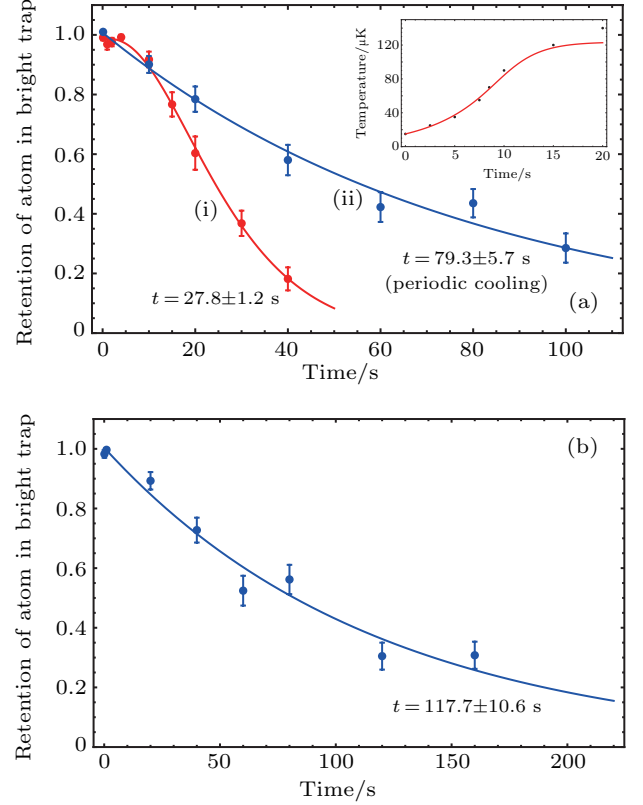 Retention of atom in bright trap
1.0
0.8
0.6
0.4
0.2
0
0
20
40
60
80
100
Time/s
(i)
(ii)
t = 27.8±1.2 s
t = 79.3±5.7 s
(periodic cooling)
(a)
Temperature/μK
120
80
40
0
0
5
10
15
20
Time/s
Retention of atom in bright trap
1.0
0.8
0.6
0.4
0.2
0
0
50
100
150
200
Time/s
(b)
t = 117.7±10.6 s